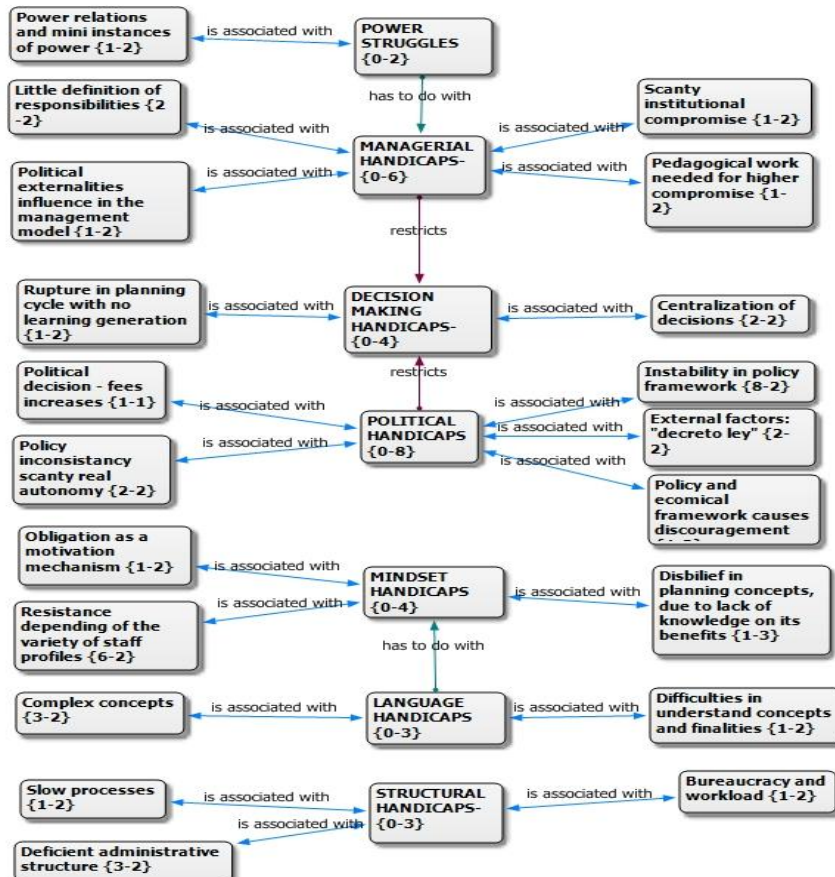 Power relations
and mini instances
of power {1-2}
is associated with
POWER
STRUGGLES
{0-2}
has to do with
Little definition of
responsibilities {2
-2}
is associated with
Scanty
institutional
compromise {1-2}
is associated with
MANAGERIAL
HANDICAPS-
{0-6}
Political
externalities
influence in the
management
model {1-2}
is associated with
is associated with
Pedagogical work
needed for higher
compromise {1-
2}
restricts
Rupture in planning
cycle with no
learning generation
{1-2}
is associated with
DECISION
MAKING
HANDICAPS-
{0-4}
is associated with
Centralization of
decisions {2-2}
restricts
Political
decision - fees
increases {1-1}
is associated with
is associated with
Instability in policy
framework {8-2}
POLITICAL
HANDICAPS
{0-8}
is associated with
External factors:
"decreto ley" {2-
2}
Policy
inconsistancy
scanty real
autonomy {2-2}
is associated with
is associated with
Policy and
ecomical
framework causes
discouragement
Obligation as a
motivation
mechanism {1-2}
is associated with
MINDSET
HANDICAPS
{0-4}
is associated with
Disbilief in
planning concepts,
due to lack of
knowledge on its
benefits {1-3}
Resistance
depending of the
variety of staff
profiles {6-2}
is associated with
has to do with
Complex concepts
{3-2}
is associated with
LANGUAGE
HANDICAPS
{0-3}
is associated with
Difficulties in
understand concepts
and finalities {1-2}
Slow processes
{1-2}
is associated with
STRUCTURAL
HANDICAPS-
{0-3}
is associated with
Bureaucracy and
workload {1-2}
is associated with
Deficient administrative
structure {3-2}